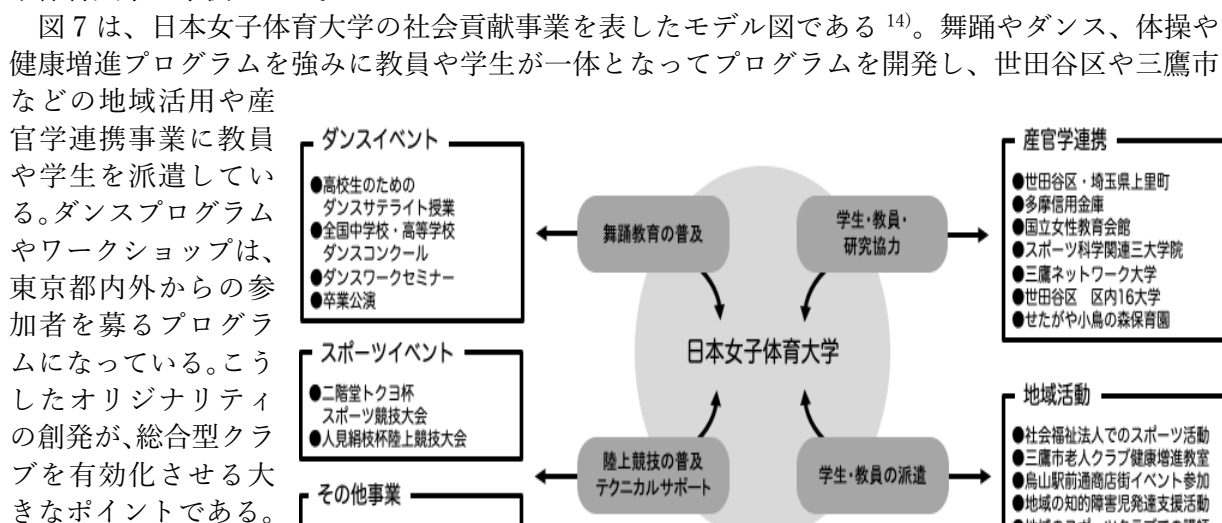 図7は、日本女子体育大学の社会貢献事業を表したモデル図である 14)。舞踊やダンス、体操や
健康増進プログラムを強みに教員や学生が一体となってプログラムを開発し、世田谷区や三鷹市
などの地域活用や産
官学連携事業に教員
や学生を派遣してい
る。ダンスプログラム
やワークショップは、
東京都内外からの参
加者を募るプログラ
ムになっている。こう
したオリジナリティ
の創発が、総合型クラ
ブを有効化させる大
きなポイントである。
ダンスイベント
●高校生のための
ダンスサテライト授業
●全国中学校・高等学校
ダンスコンクール
●ダンスワークセミナー
●卒業公演
スポーツイベント
●二階堂トクヨ杯
スポーツ競技大会
●人見絹枝杯陸上競技大会
その他事業
舞踊教育の普及
学生・教員・
研究協力
日本女子体育大学
陸上競技の普及
テクニカルサポート
学生・教員の派遣
産官学連携
●世田谷区・埼玉県上里町
●多摩信用金庫
●国立女性教育会館
●スポーツ科学関連三大学院
●三鷹ネットワーク大学
●世田谷区 区内16大学
●せたがや小鳥の森保育園
地域活動
●社会福祉法人でのスポーツ活動
●三鷹市老人クラブ健康増進教室
●烏山駅前通商店街イベント参加
●地域の知的障害児発達支援活動
●地域のスポーツクラブでの講師